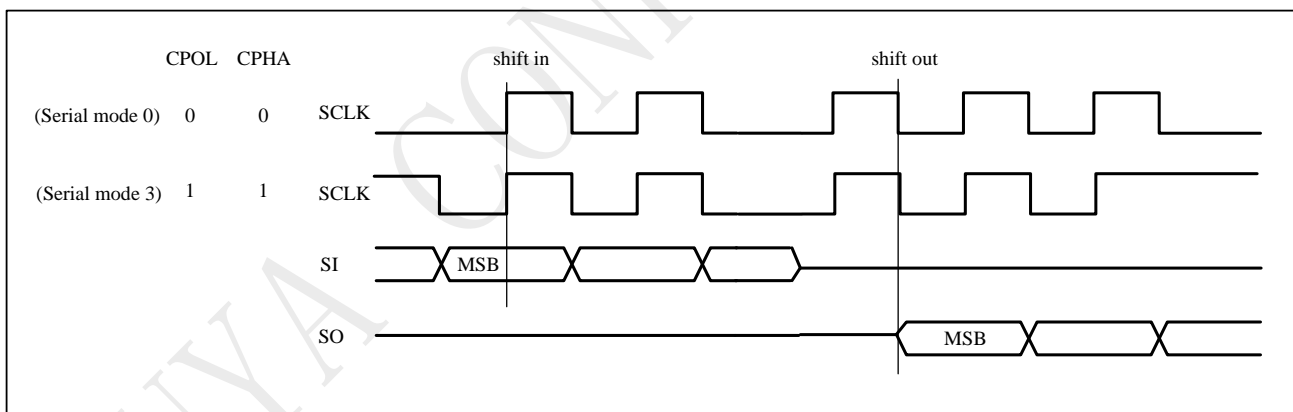 CPOL CPHA shift in shift out
(Serial mode 0) 0 0 SCLK
(Serial mode 3) 1 1 SCLK
SI MSB
SO MSB